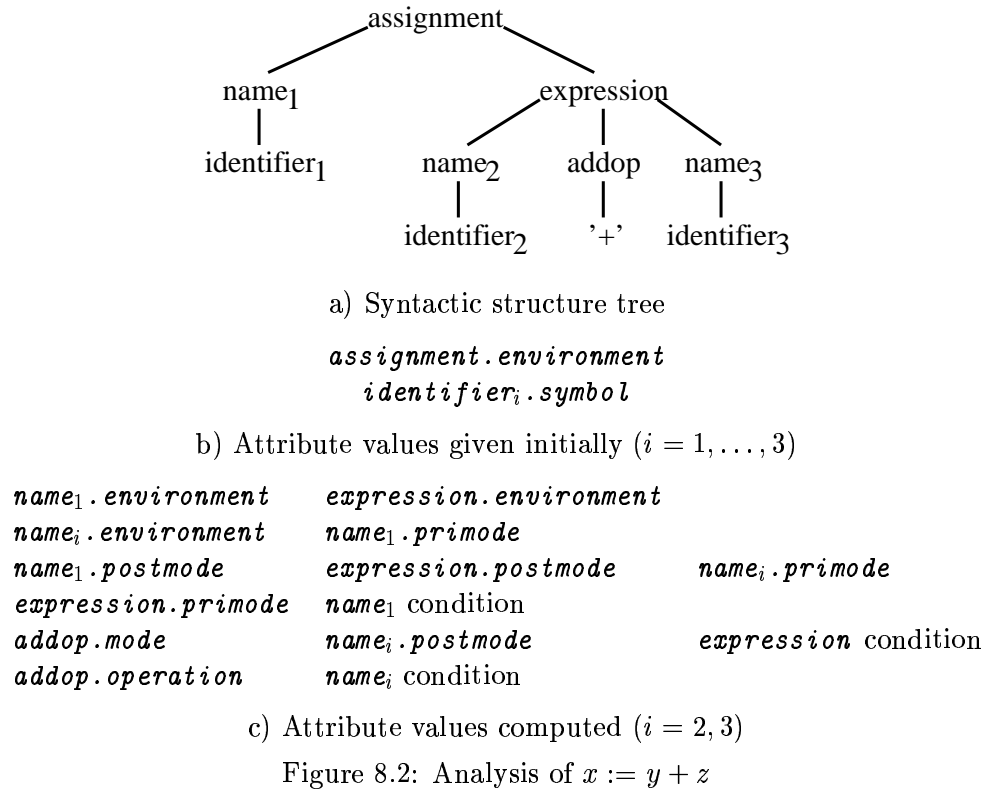 assignment
name1 expression
identifier1 name2 addop name3
identifier2 '+' identifier3
a) Syntactic structure tree
assignment.environment
identifieri.symbol
b) Attribute values given initially (i = 1, . . . , 3)
name1.environment expression.environment
namei.environment name1.primode
name1.postmode expression.postmode namei.primode
expression.primode name1 condition
addop.mode namei.postmode expression condition
addop.operation namei condition
c) Attribute values computed (i = 2, 3)
Figure 8.2: Analysis of x := y + z